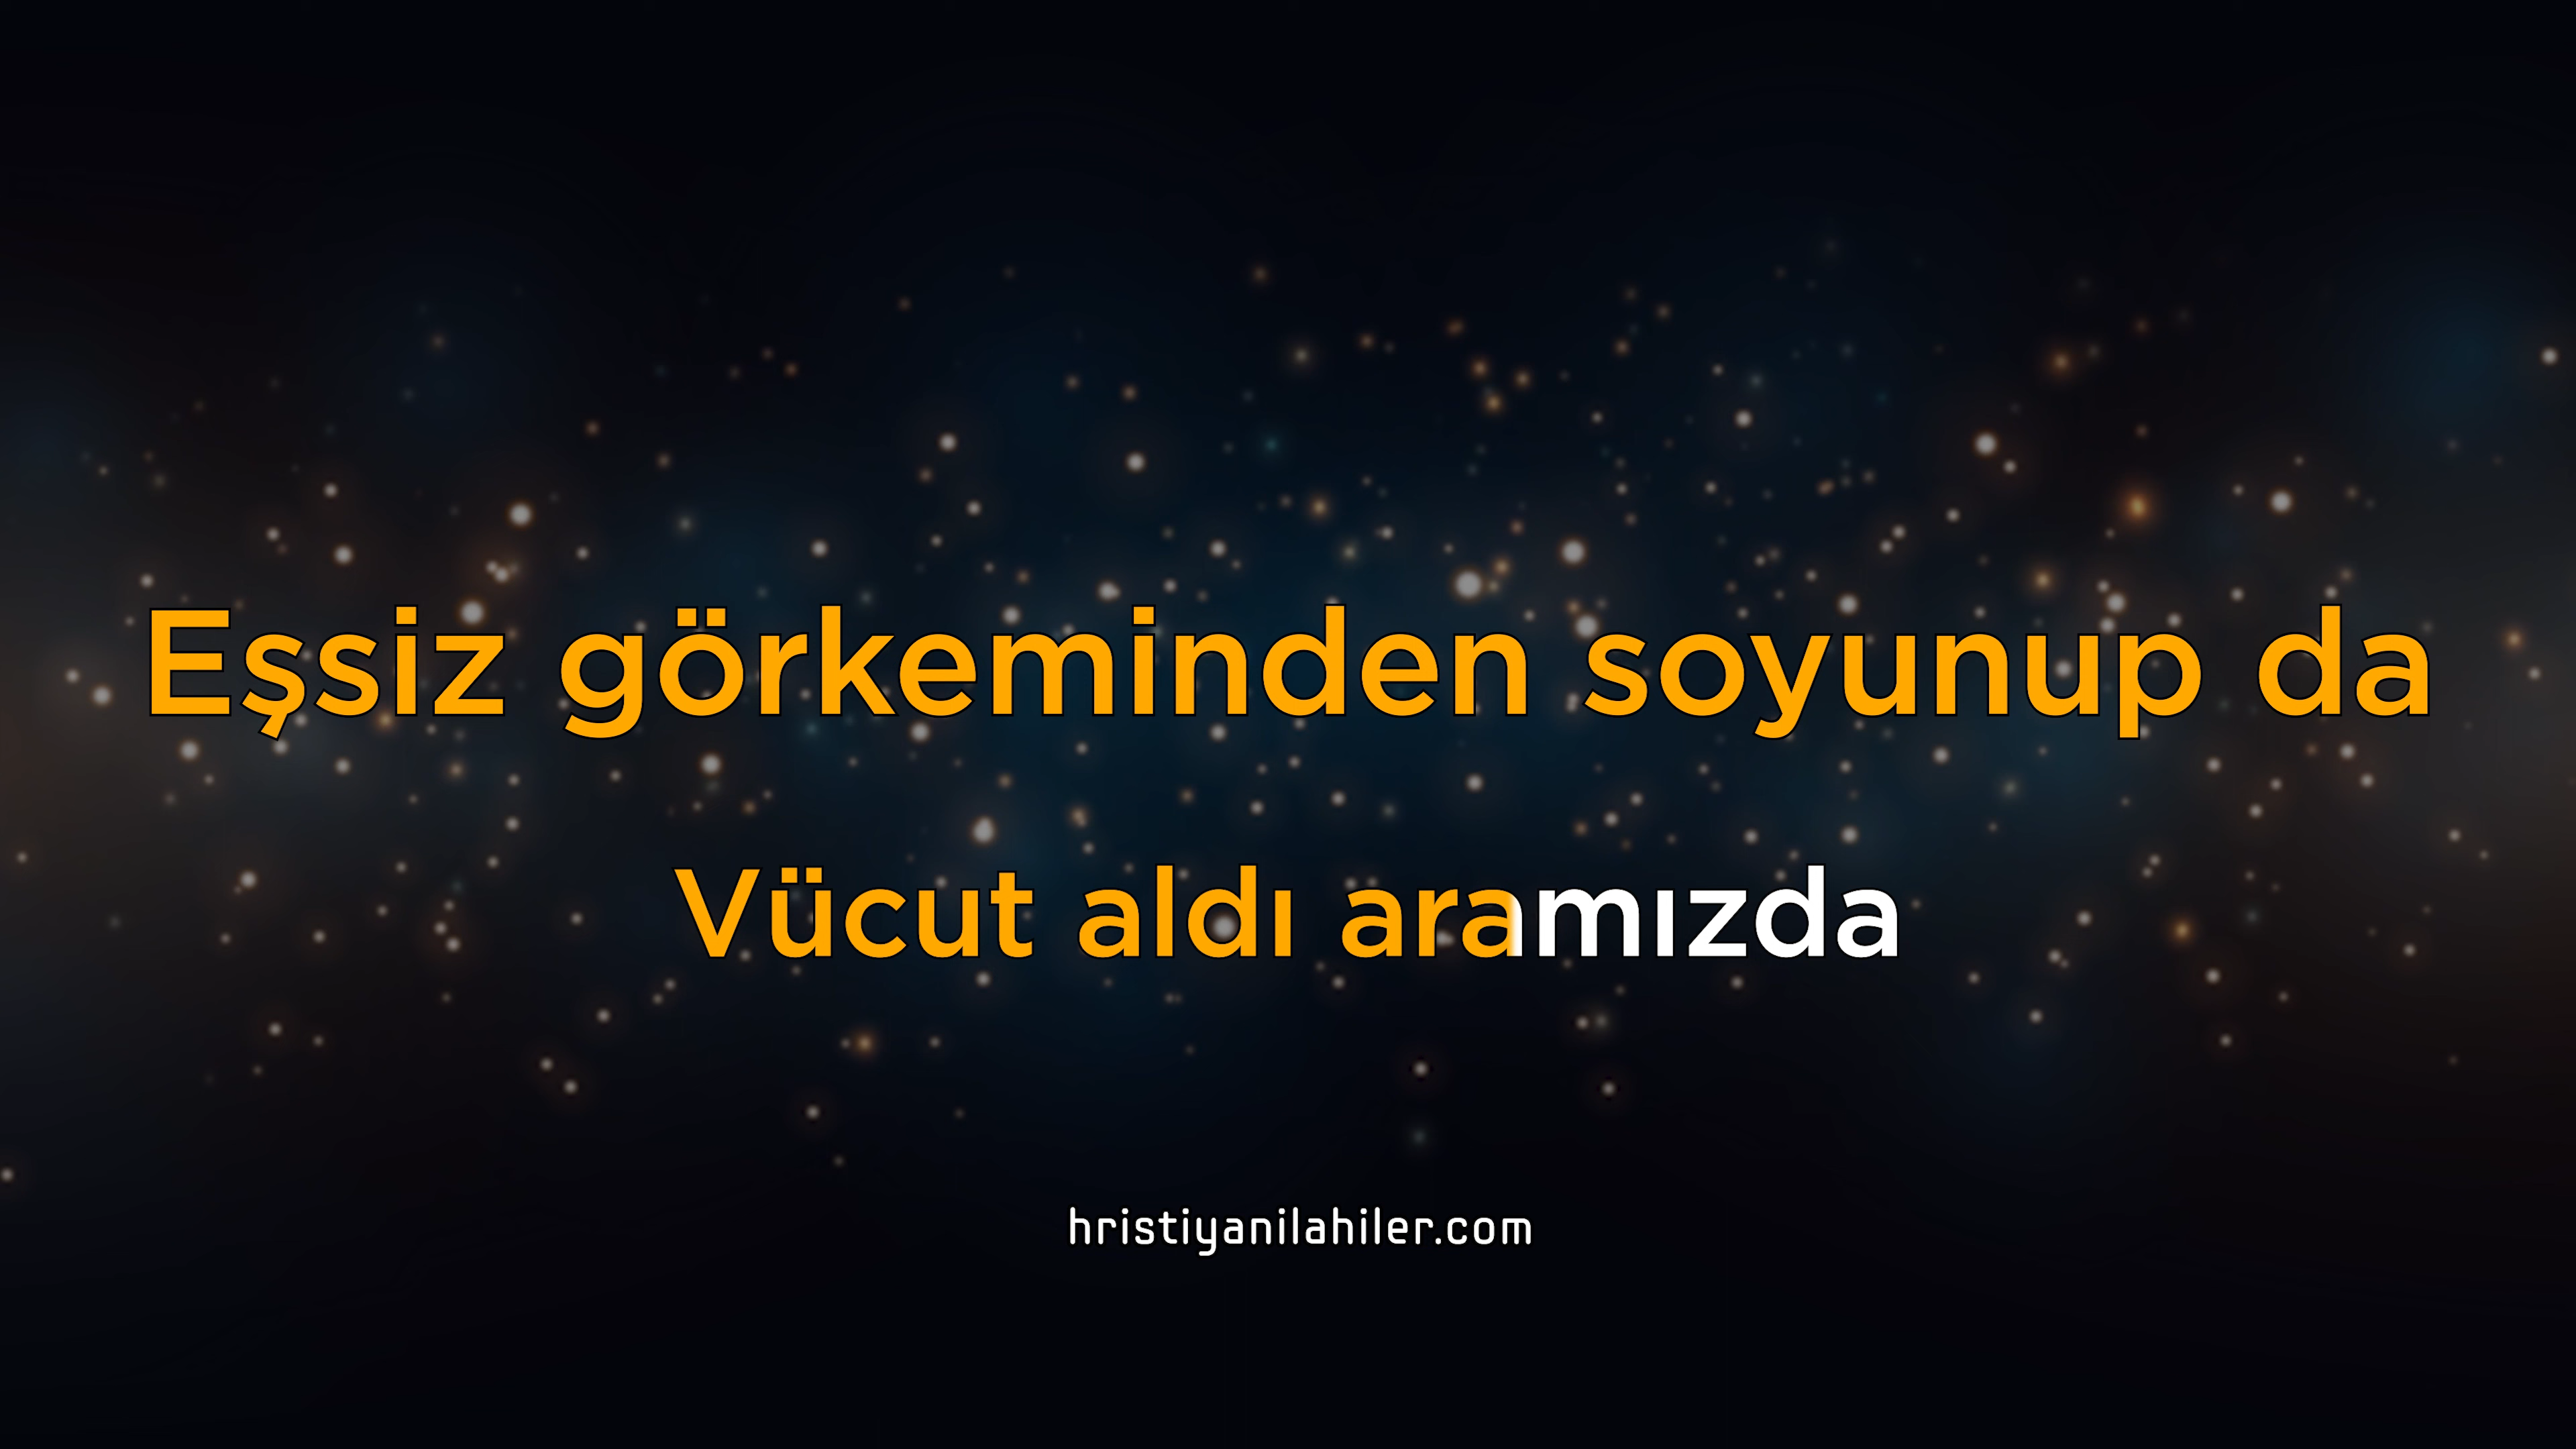 Eşsiz görkeminden soyunup da
Vücut aldı aramızda
hristiyanilahiler.com